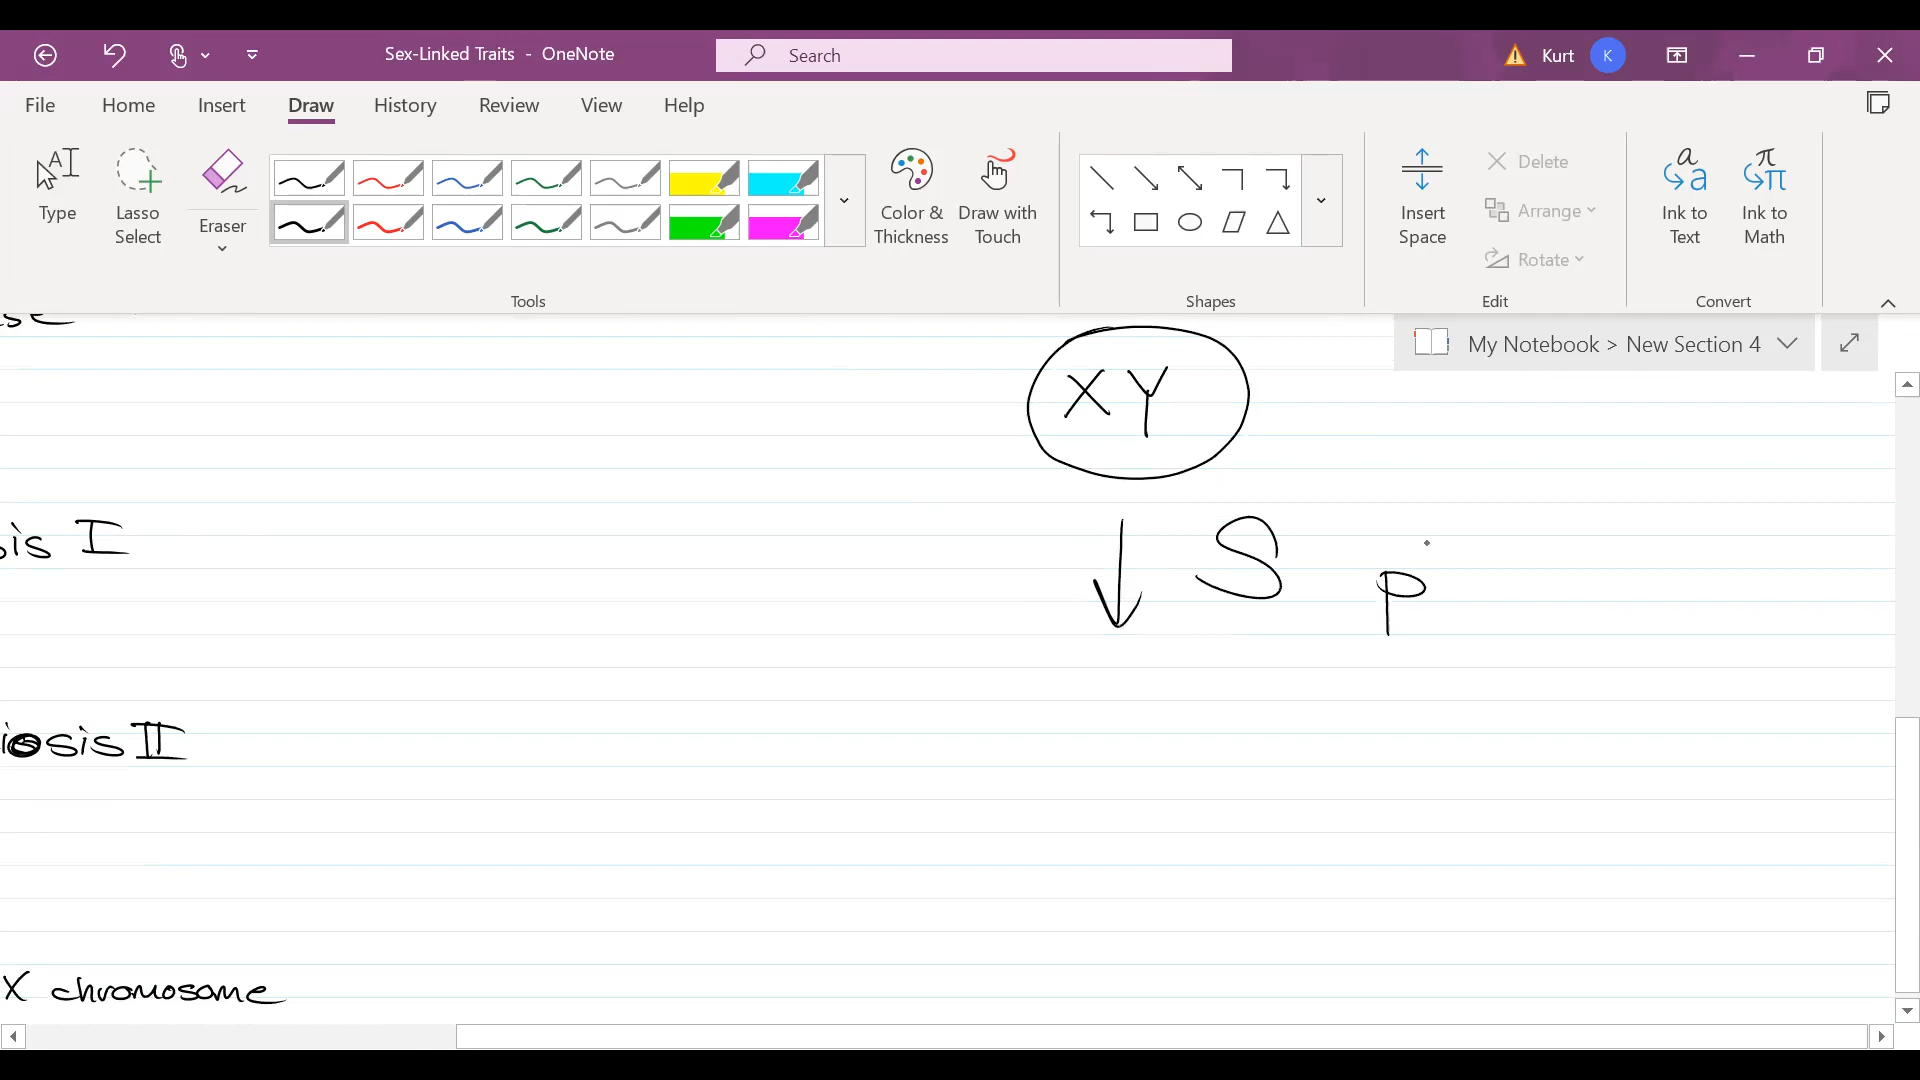 Sex-Linked Traits - OneNote
Search
Kurt
K
File Home Insert Draw History Review View Help
Type
Lasso Select
Eraser
Color & Thickness
Draw with Touch
Insert Space
Delete
Arrange
Rotate
Ink to Text
Ink to Math
Tools
Shapes
Edit
Convert
My Notebook > New Section 4
XY
sis I
S p
iosis II
X chromosome